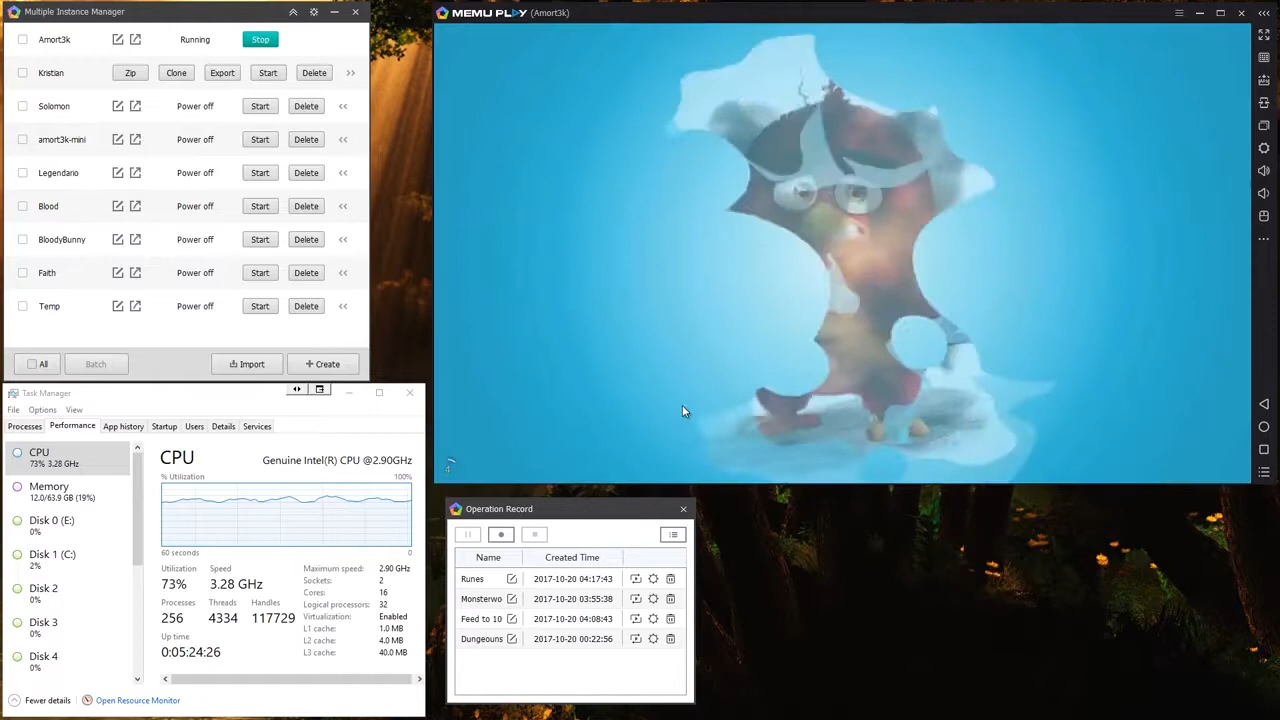 Multiple Instance Manager
Amort3k Running Stop
Kristian Zip Clone Export Start Delete >>
Solomon Power off Start Delete <<
amort3k-mini Power off Start Delete <<
Legendario Power off Start Delete <<
Blood Power off Start Delete <<
BloodyBunny Power off Start Delete <<
Faith Power off Start Delete <<
Temp Power off Start Delete <<
All Batch Import + Create
MEMU PLAY (Amort3k)
Task Manager
File Options View
Processes Performance App history Startup Users Details Services
CPU
73% 3.28 GHz
Memory
12.0/63.9 GB (19%)
Disk 0 (E:)
0%
Disk 1 (C:)
2%
Disk 2
0%
Disk 3
0%
Disk 4
0%
CPU Genuine Intel(R) CPU @2.90GHz
% Utilization 100%
60 seconds 0
Utilization Speed
73% 3.28 GHz
Processes Threads Handles
256 4334 117729
Up time
0:05:24:26
Maximum speed: 2.90 GHz
Sockets: 2
Cores: 16
Logical processors: 32
Virtualization: Enabled
L1 cache: 1.0 MB
L2 cache: 4.0 MB
L3 cache: 40.0 MB
Fewer details Open Resource Monitor
Operation Record
Name Created Time
Runes 2017-10-20 04:17:43
Monsterwo 2017-10-20 03:55:38
Feed to 10 2017-10-20 04:08:43
Dungeouns 2017-10-20 00:22:56